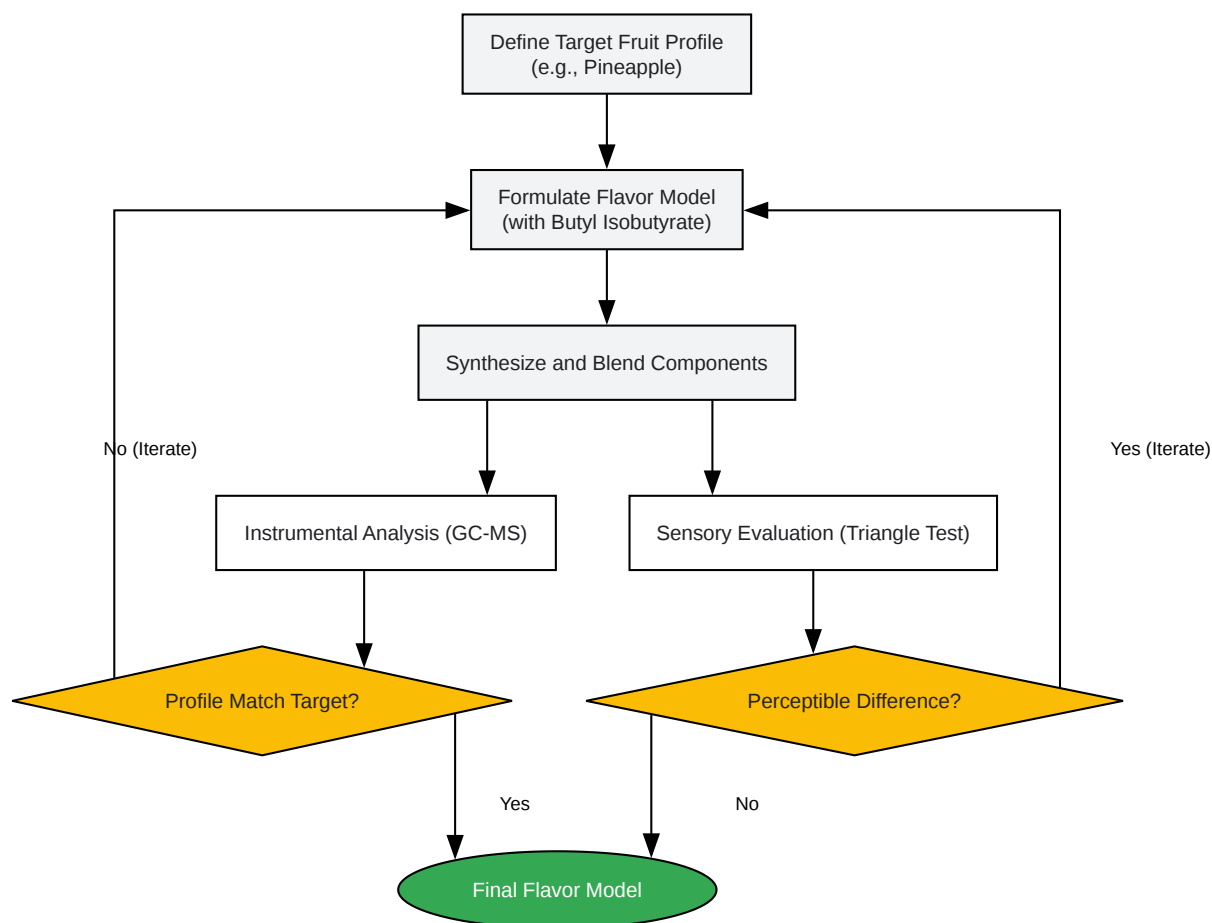 Define Target Fruit Profile
(e.g., Pineapple)
Formulate Flavor Model
(with Butyl Isobutyrate)
Synthesize and Blend Components
No (Iterate)
Yes (Iterate)
Instrumental Analysis (GC-MS)
Sensory Evaluation (Triangle Test)
Profile Match Target?
Perceptible Difference?
Yes
No
Final Flavor Model